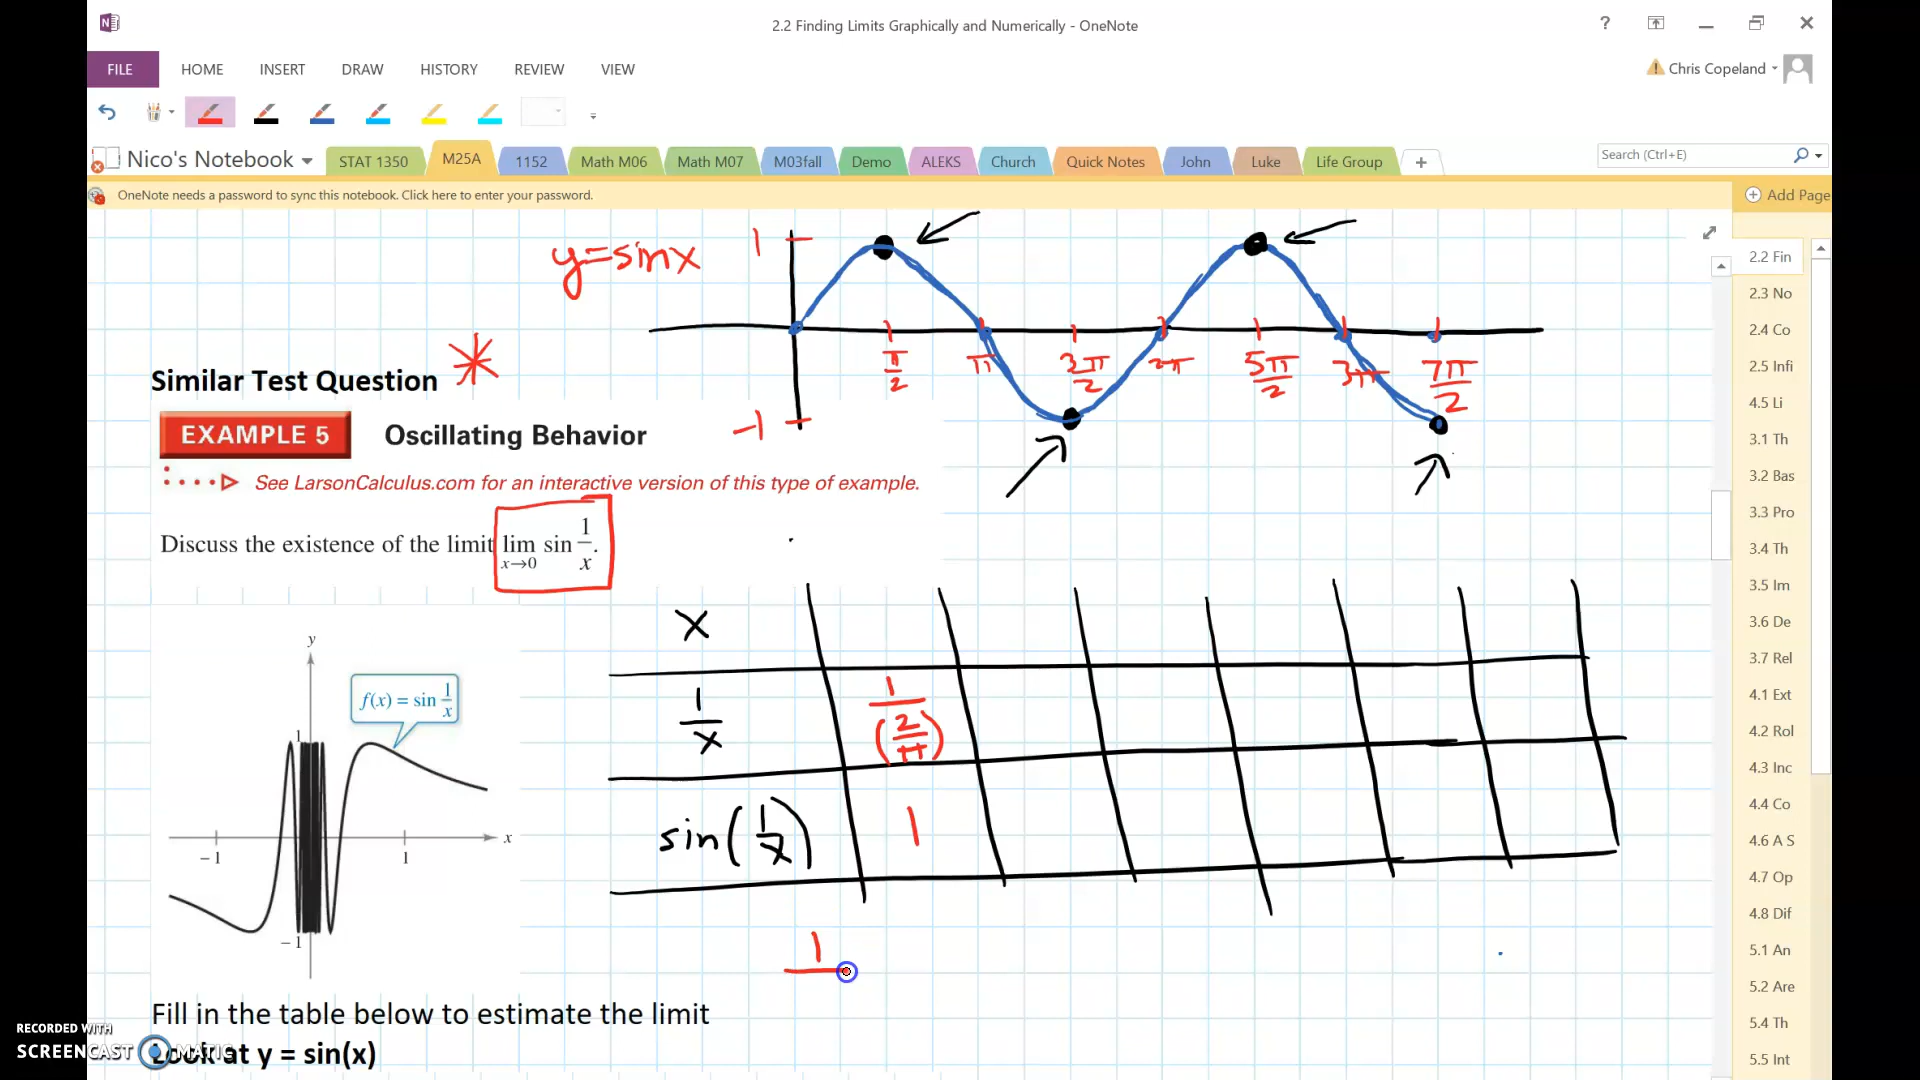 2.2 Finding Limits Graphically and Numerically - OneNote
?
FILE HOME INSERT DRAW HISTORY REVIEW VIEW
Chris Copeland
Nico's Notebook
STAT 1350 M25A 1152 Math M06 Math M07 M03fall Demo ALEKS Church Quick Notes John Luke Life Group +
Search (Ctrl+E)
OneNote needs a password to sync this notebook. Click here to enter your password.
Add Page
2.2 Fin
2.3 No
2.4 Co
2.5 Infi
4.5 Li
3.1 Th
3.2 Bas
3.3 Pro
3.4 Th
3.5 Im
3.6 De
3.7 Rel
4.1 Ext
4.2 Rol
4.3 Inc
4.4 Co
4.6 A S
4.7 Op
4.8 Dif
5.1 An
5.2 Are
5.4 Th
5.5 Int
y=sinx
1
-1
π/2 π 3π/2 2π 5π/2 3π 7π/2
Similar Test Question *
EXAMPLE 5 Oscillating Behavior
See LarsonCalculus.com for an interactive version of this type of example.
Discuss the existence of the limit lim x→0 sin 1/x.
y
f(x) = sin 1/x
1
−1 1 x
−1
x
1/x 1/(2/π)
sin(1/x) 1
1
Fill in the table below to estimate the limit
Look at y = sin(x)
RECORDED WITH
SCREENCAST MATIC